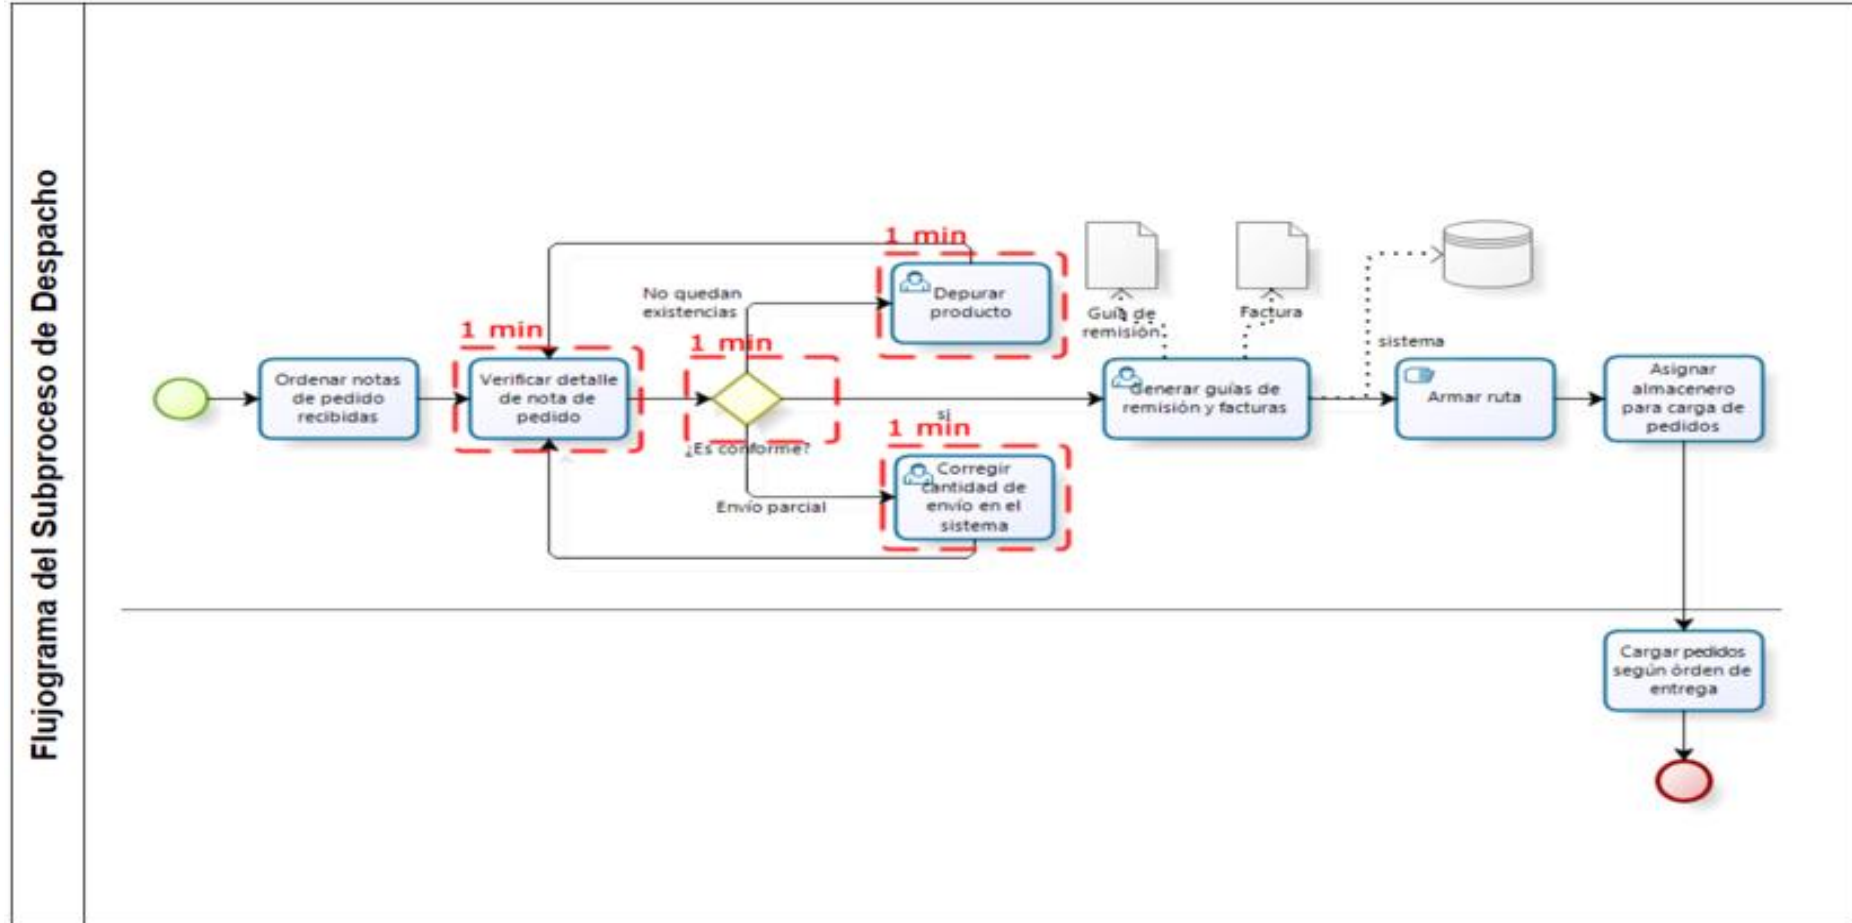 Flujograma del Subproceso de Despacho
Ordenar notas
de pedido
recibidas
1 min
Verificar detalle
de nota de
pedido
1 min
¿Es conforme?
No quedan
existencias
1 min
Depurar
producto
Envío parcial
1 min
Corregir
cantidad de
envío en el
sistema
si
Guía de
remisión
Factura
Generar guías de
remisión y facturas
sistema
Armar ruta
Asignar
almacenero
para carga de
pedidos
Cargar pedidos
según órden de
entrega